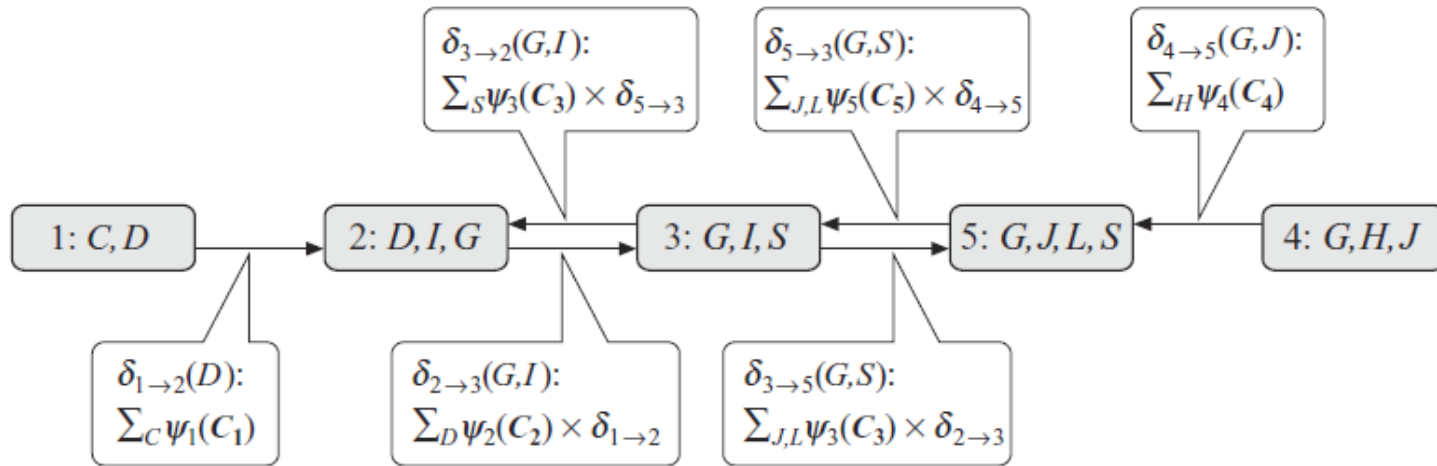 δ3→2(G,I):
∑S ψ3(C3) × δ5→3
δ5→3(G,S):
∑J,L ψ5(C5) × δ4→5
δ4→5(G,J):
∑H ψ4(C4)
1: C,D
2: D,I,G
3: G,I,S
5: G,J,L,S
4: G,H,J
δ1→2(D):
∑C ψ1(C1)
δ2→3(G,I):
∑D ψ2(C2) × δ1→2
δ3→5(G,S):
∑J,L ψ3(C3) × δ2→3